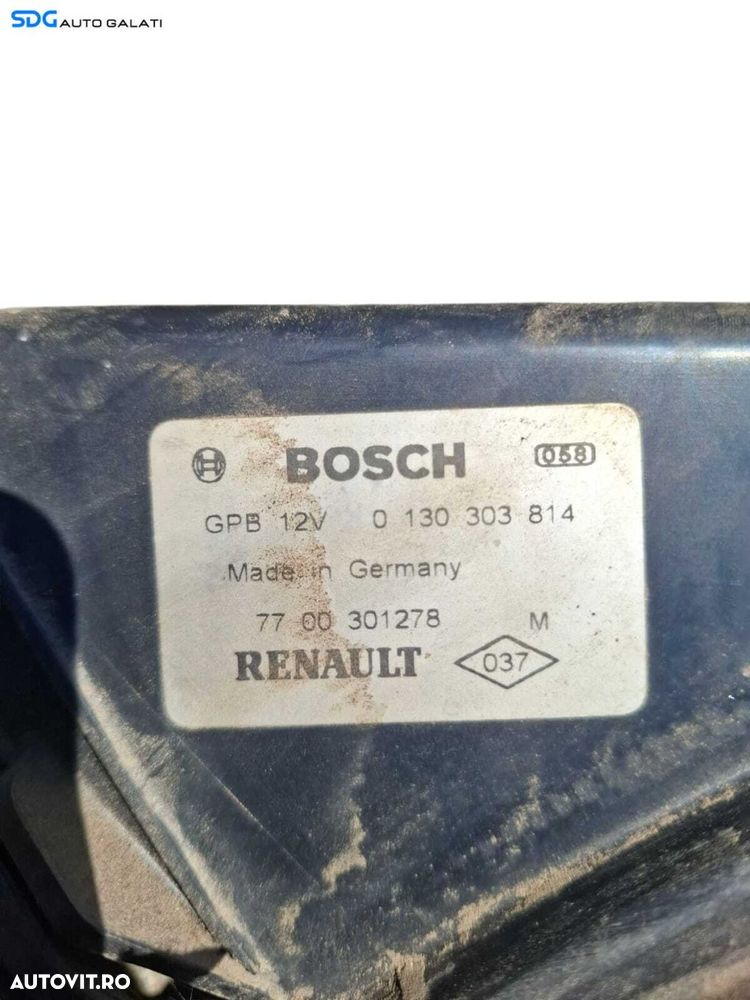 SDG AUTO GALATI
BOSCH 058
GPB 12V 0 130 303 814
Made in Germany
77 00 301278 M
RENAULT 037
AUTOVIT.RO